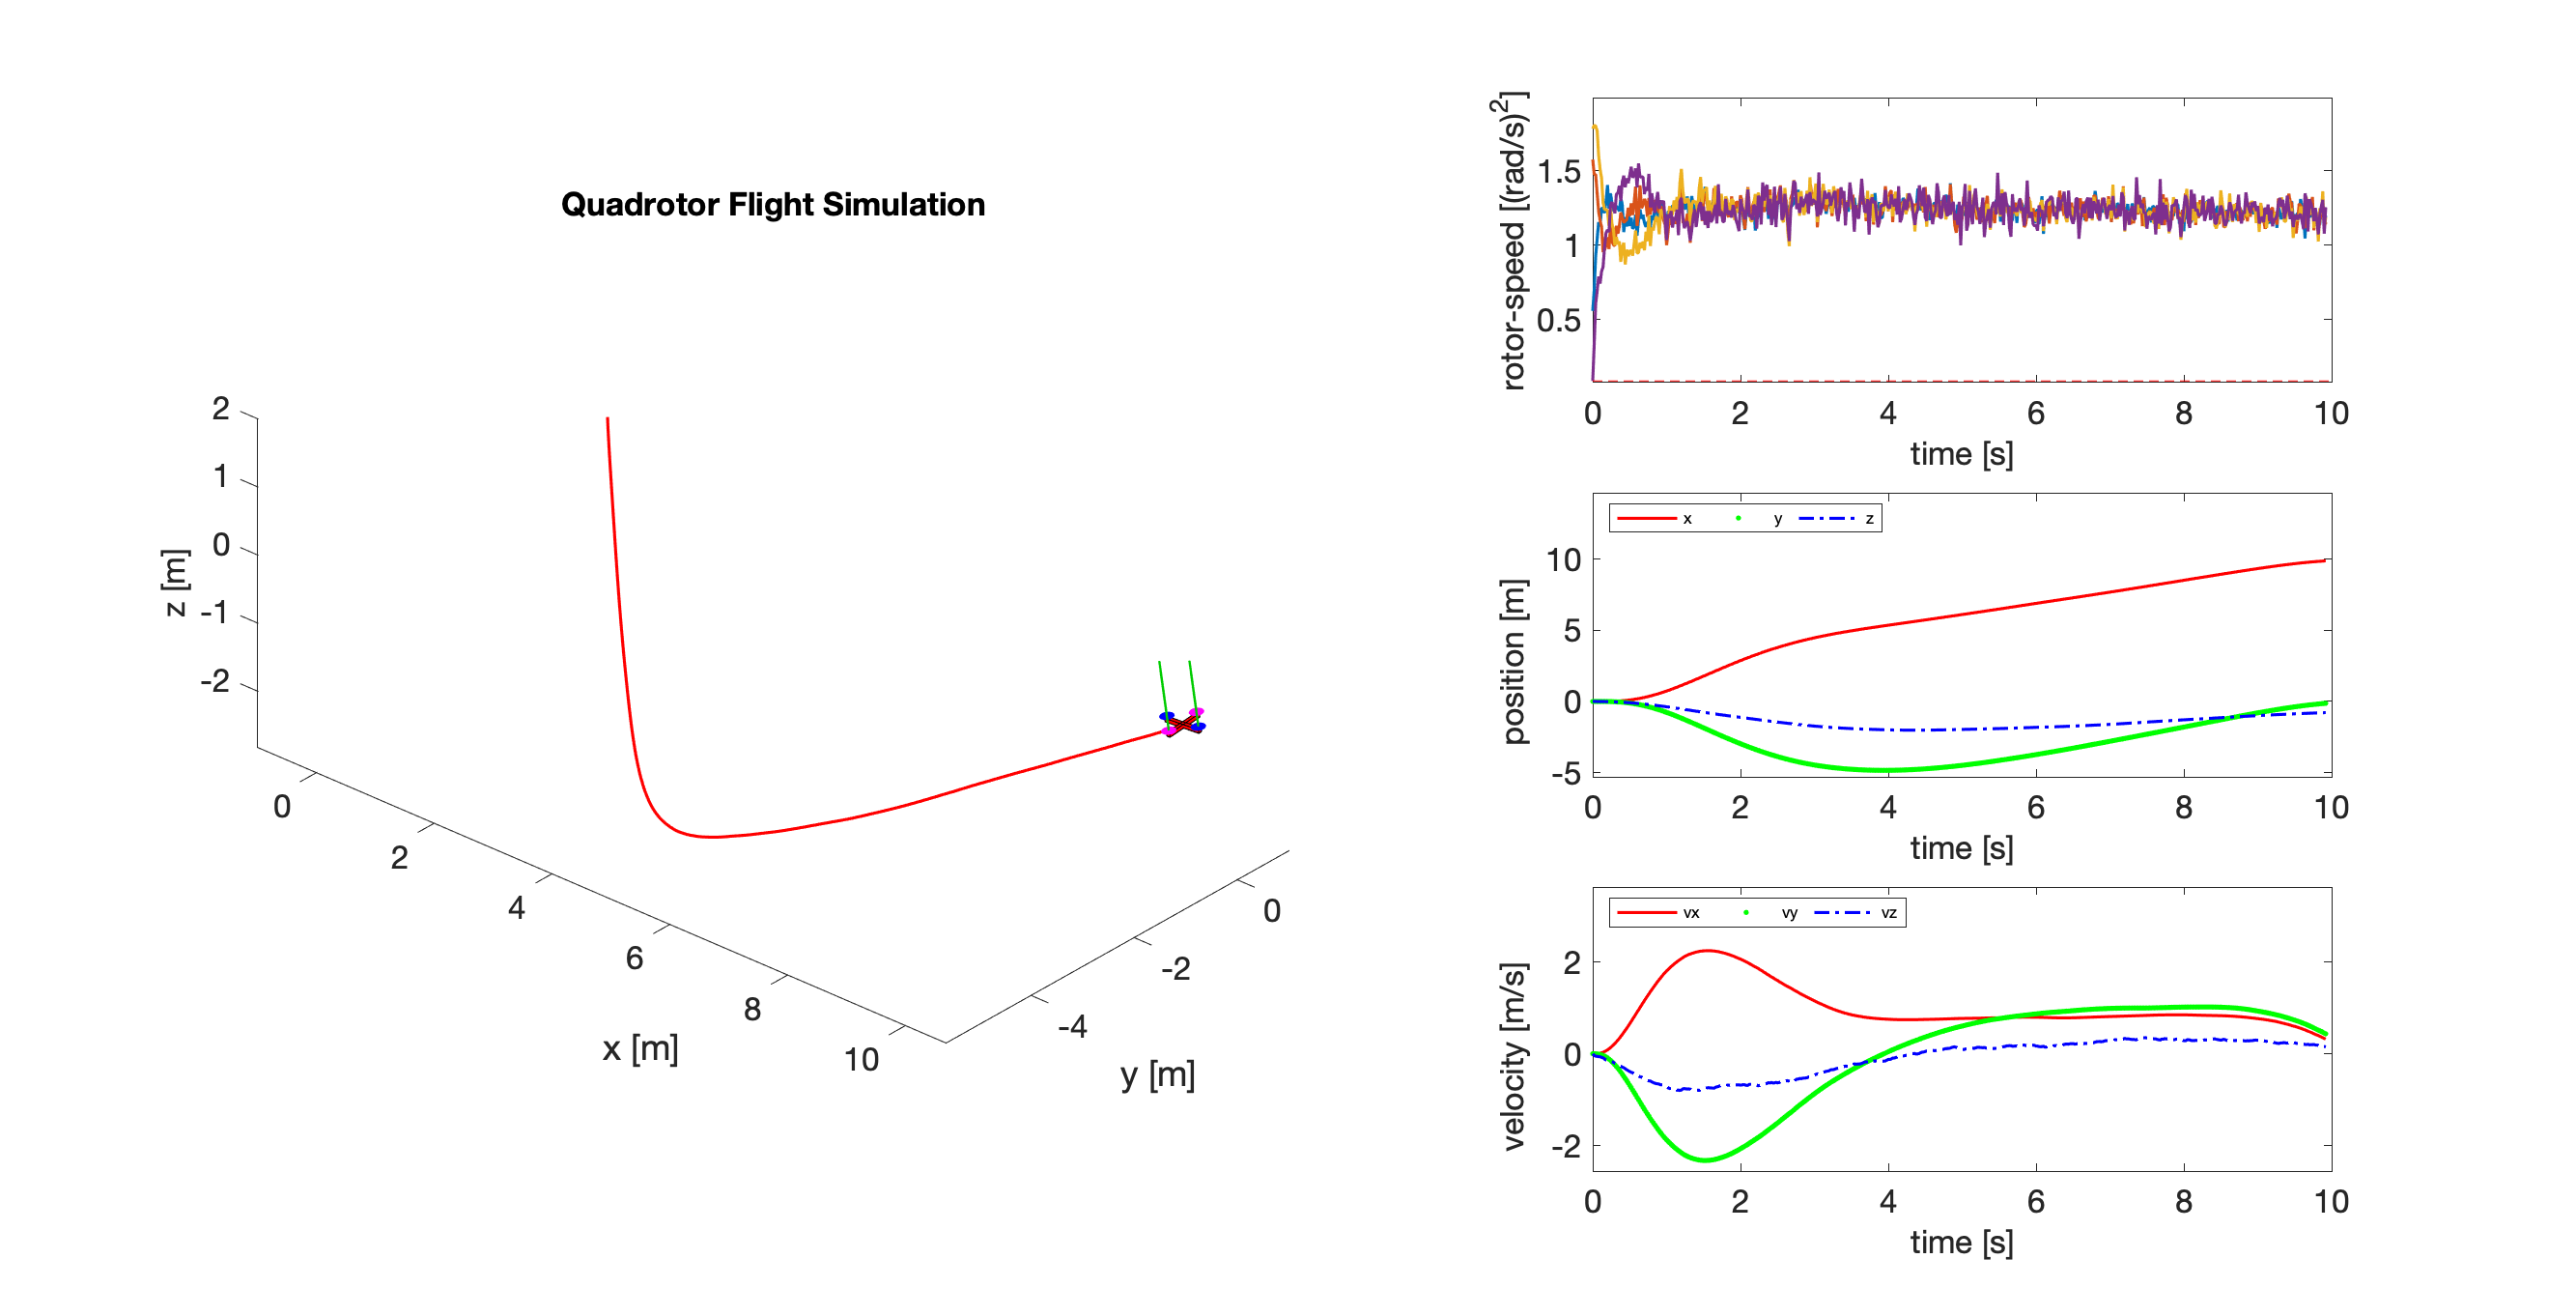 Quadrotor Flight Simulation
2
1
0
-1
-2
z [m]
0
2
4
6
8
10
x [m]
0
-2
-4
y [m]
rotor-speed [(rad/s)²]
1.5
1
0.5
0 2 4 6 8 10
time [s]
x y z
position [m]
10
5
0
-5
0 2 4 6 8 10
time [s]
vx vy vz
velocity [m/s]
2
0
-2
0 2 4 6 8 10
time [s]